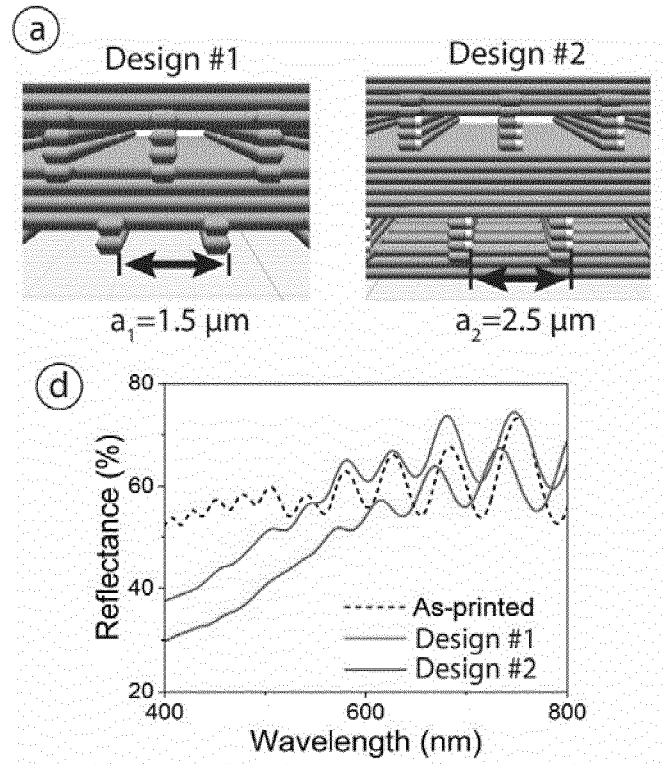 a
Design #1
Design #2
a₁=1.5 μm
a₂=2.5 μm
d
80
60
40
20
Reflectance (%)
As-printed
Design #1
Design #2
400
600
800
Wavelength (nm)